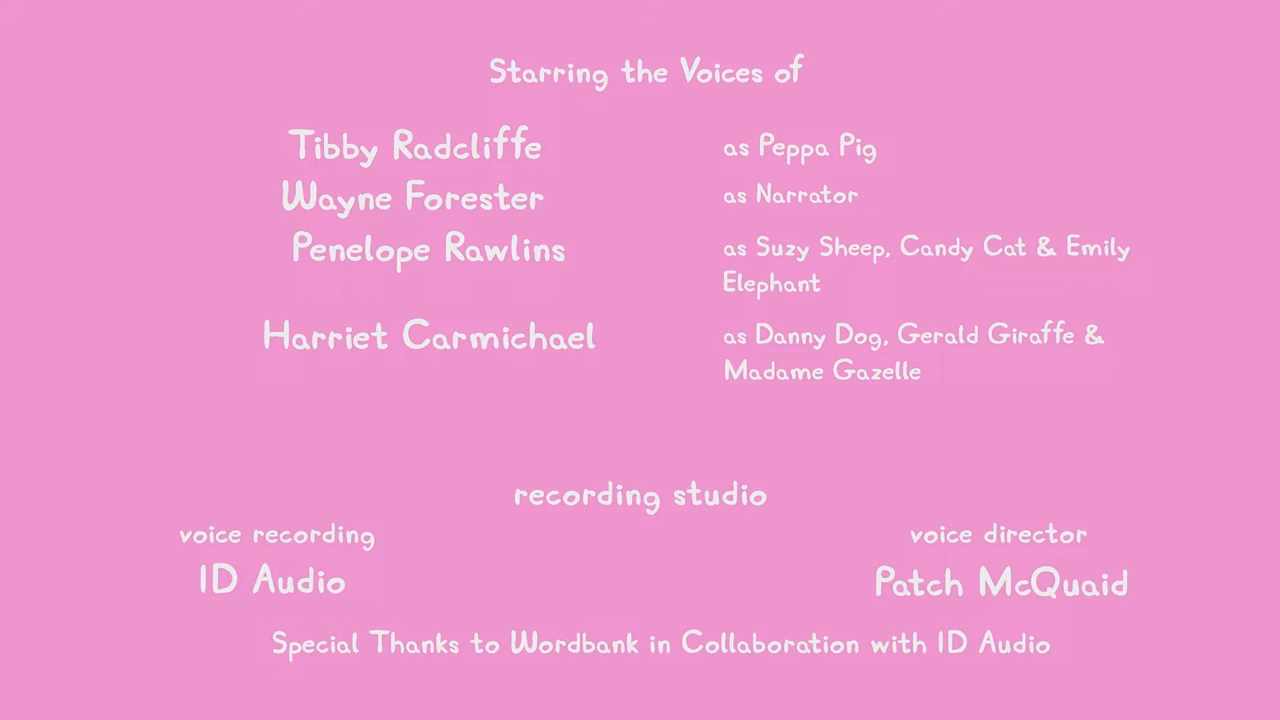 Starring the Voices of
Tibby Radcliffe as Peppa Pig
Wayne Forester as Narrator
Penelope Rawlins as Suzy Sheep, Candy Cat & Emily
Elephant
Harriet Carmichael as Danny Dog, Gerald Giraffe &
Madame Gazelle
recording studio
voice recording voice director
ID Audio Patch McQuaid
Special Thanks to Wordbank in Collaboration with ID Audio